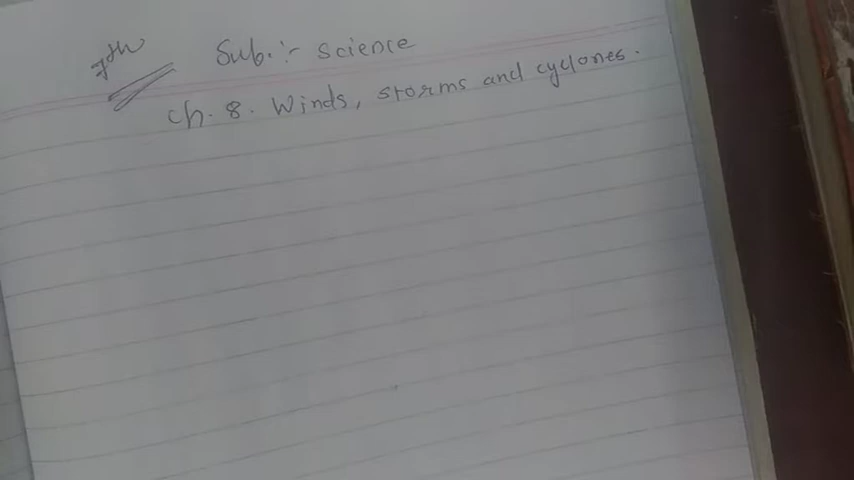 7th
Sub. :- science
Ch. 8. Winds, storms and cyclones.